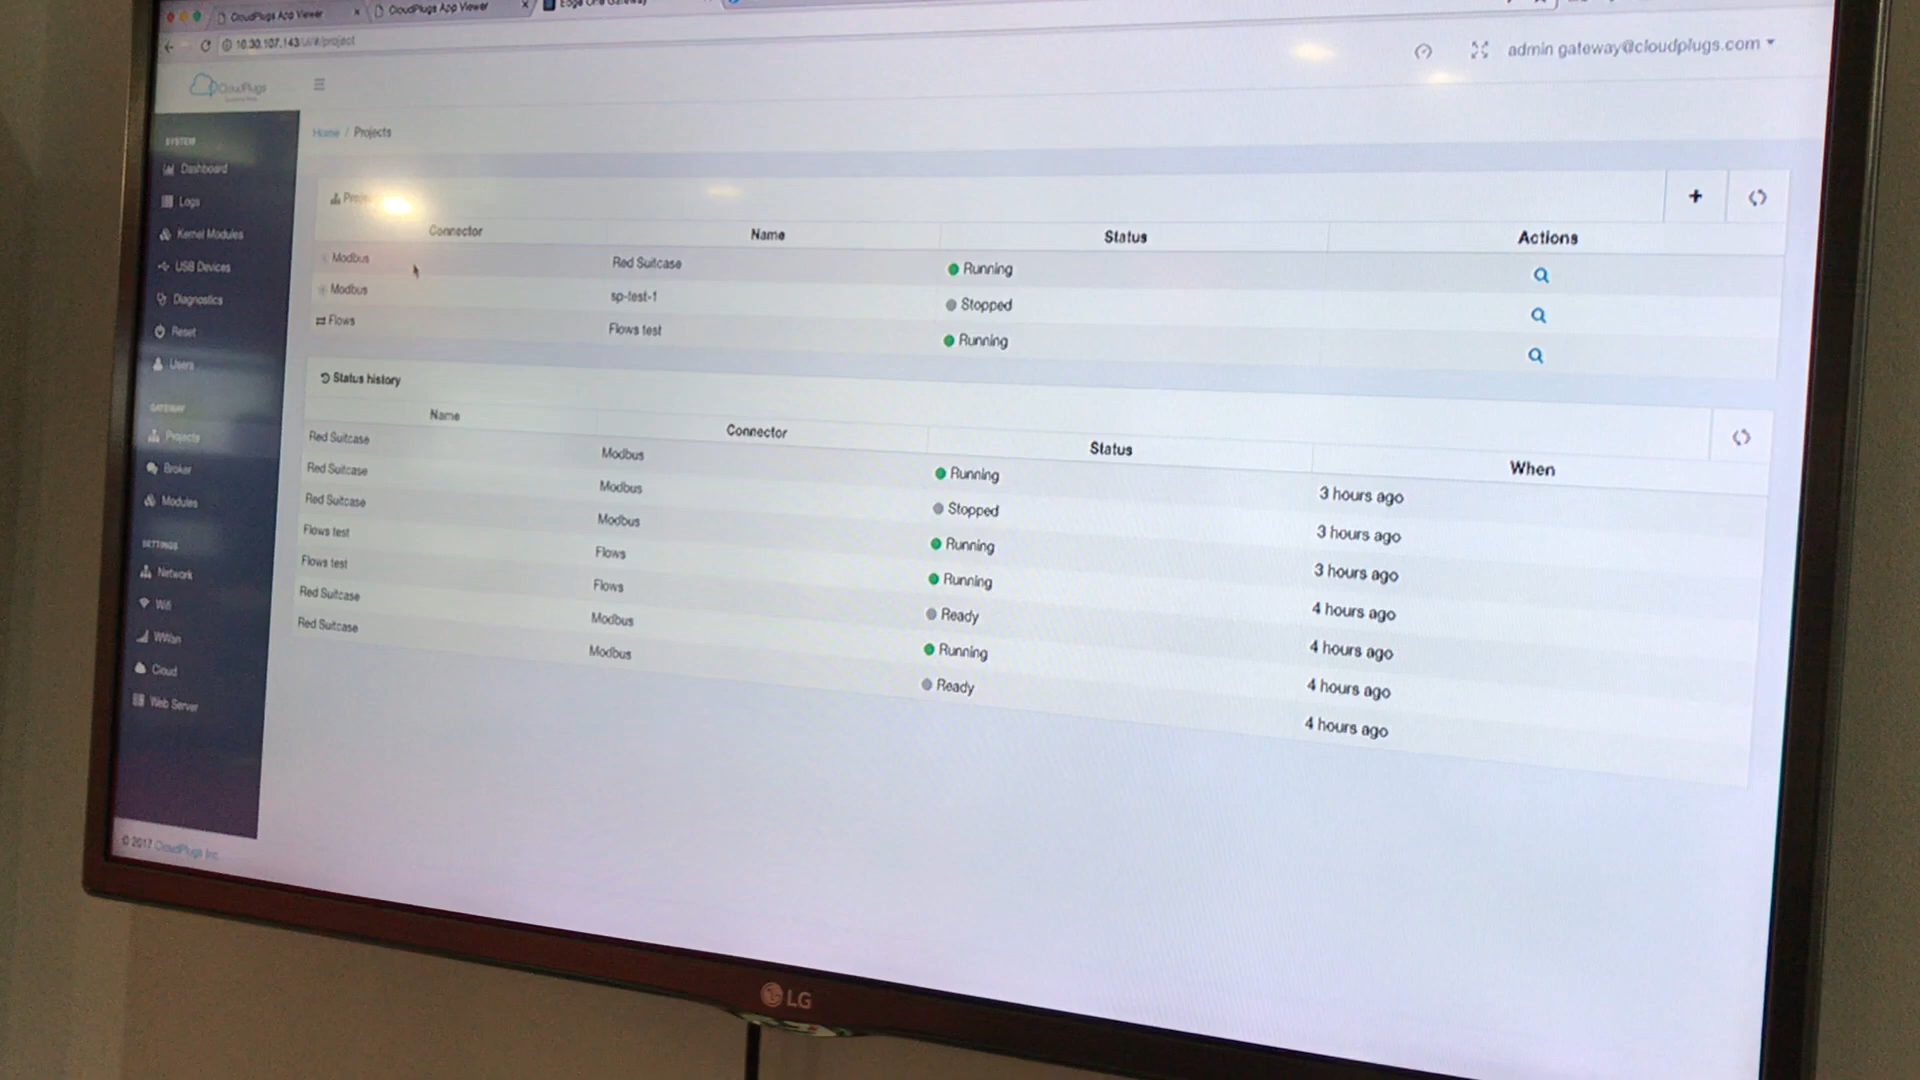 CloudPlugs App Viewer
CloudPlugs App Viewer
Edge One Gateway
10.30.107.143/ui/#/project
admin gateway@cloudplugs.com
CloudPlugs
Home / Projects
SYSTEM
Dashboard
Logs
Kernel Modules
USB Devices
Diagnostics
Reset
Users
GATEWAY
Projects
Broker
Modules
SETTINGS
Network
Wifi
WWan
Cloud
Web Server
© 2017 CloudPlugs Inc.
Connector Name Status Actions
Modbus Red Suitcase Running
Modbus sp-test-1 Stopped
Flows Flows test Running
Status history
Name Connector Status When
Red Suitcase Modbus Running 3 hours ago
Red Suitcase Modbus Stopped 3 hours ago
Red Suitcase Modbus Running 3 hours ago
Flows test Flows Running 4 hours ago
Flows test Flows Ready 4 hours ago
Red Suitcase Modbus Running 4 hours ago
Red Suitcase Modbus Ready 4 hours ago
LG